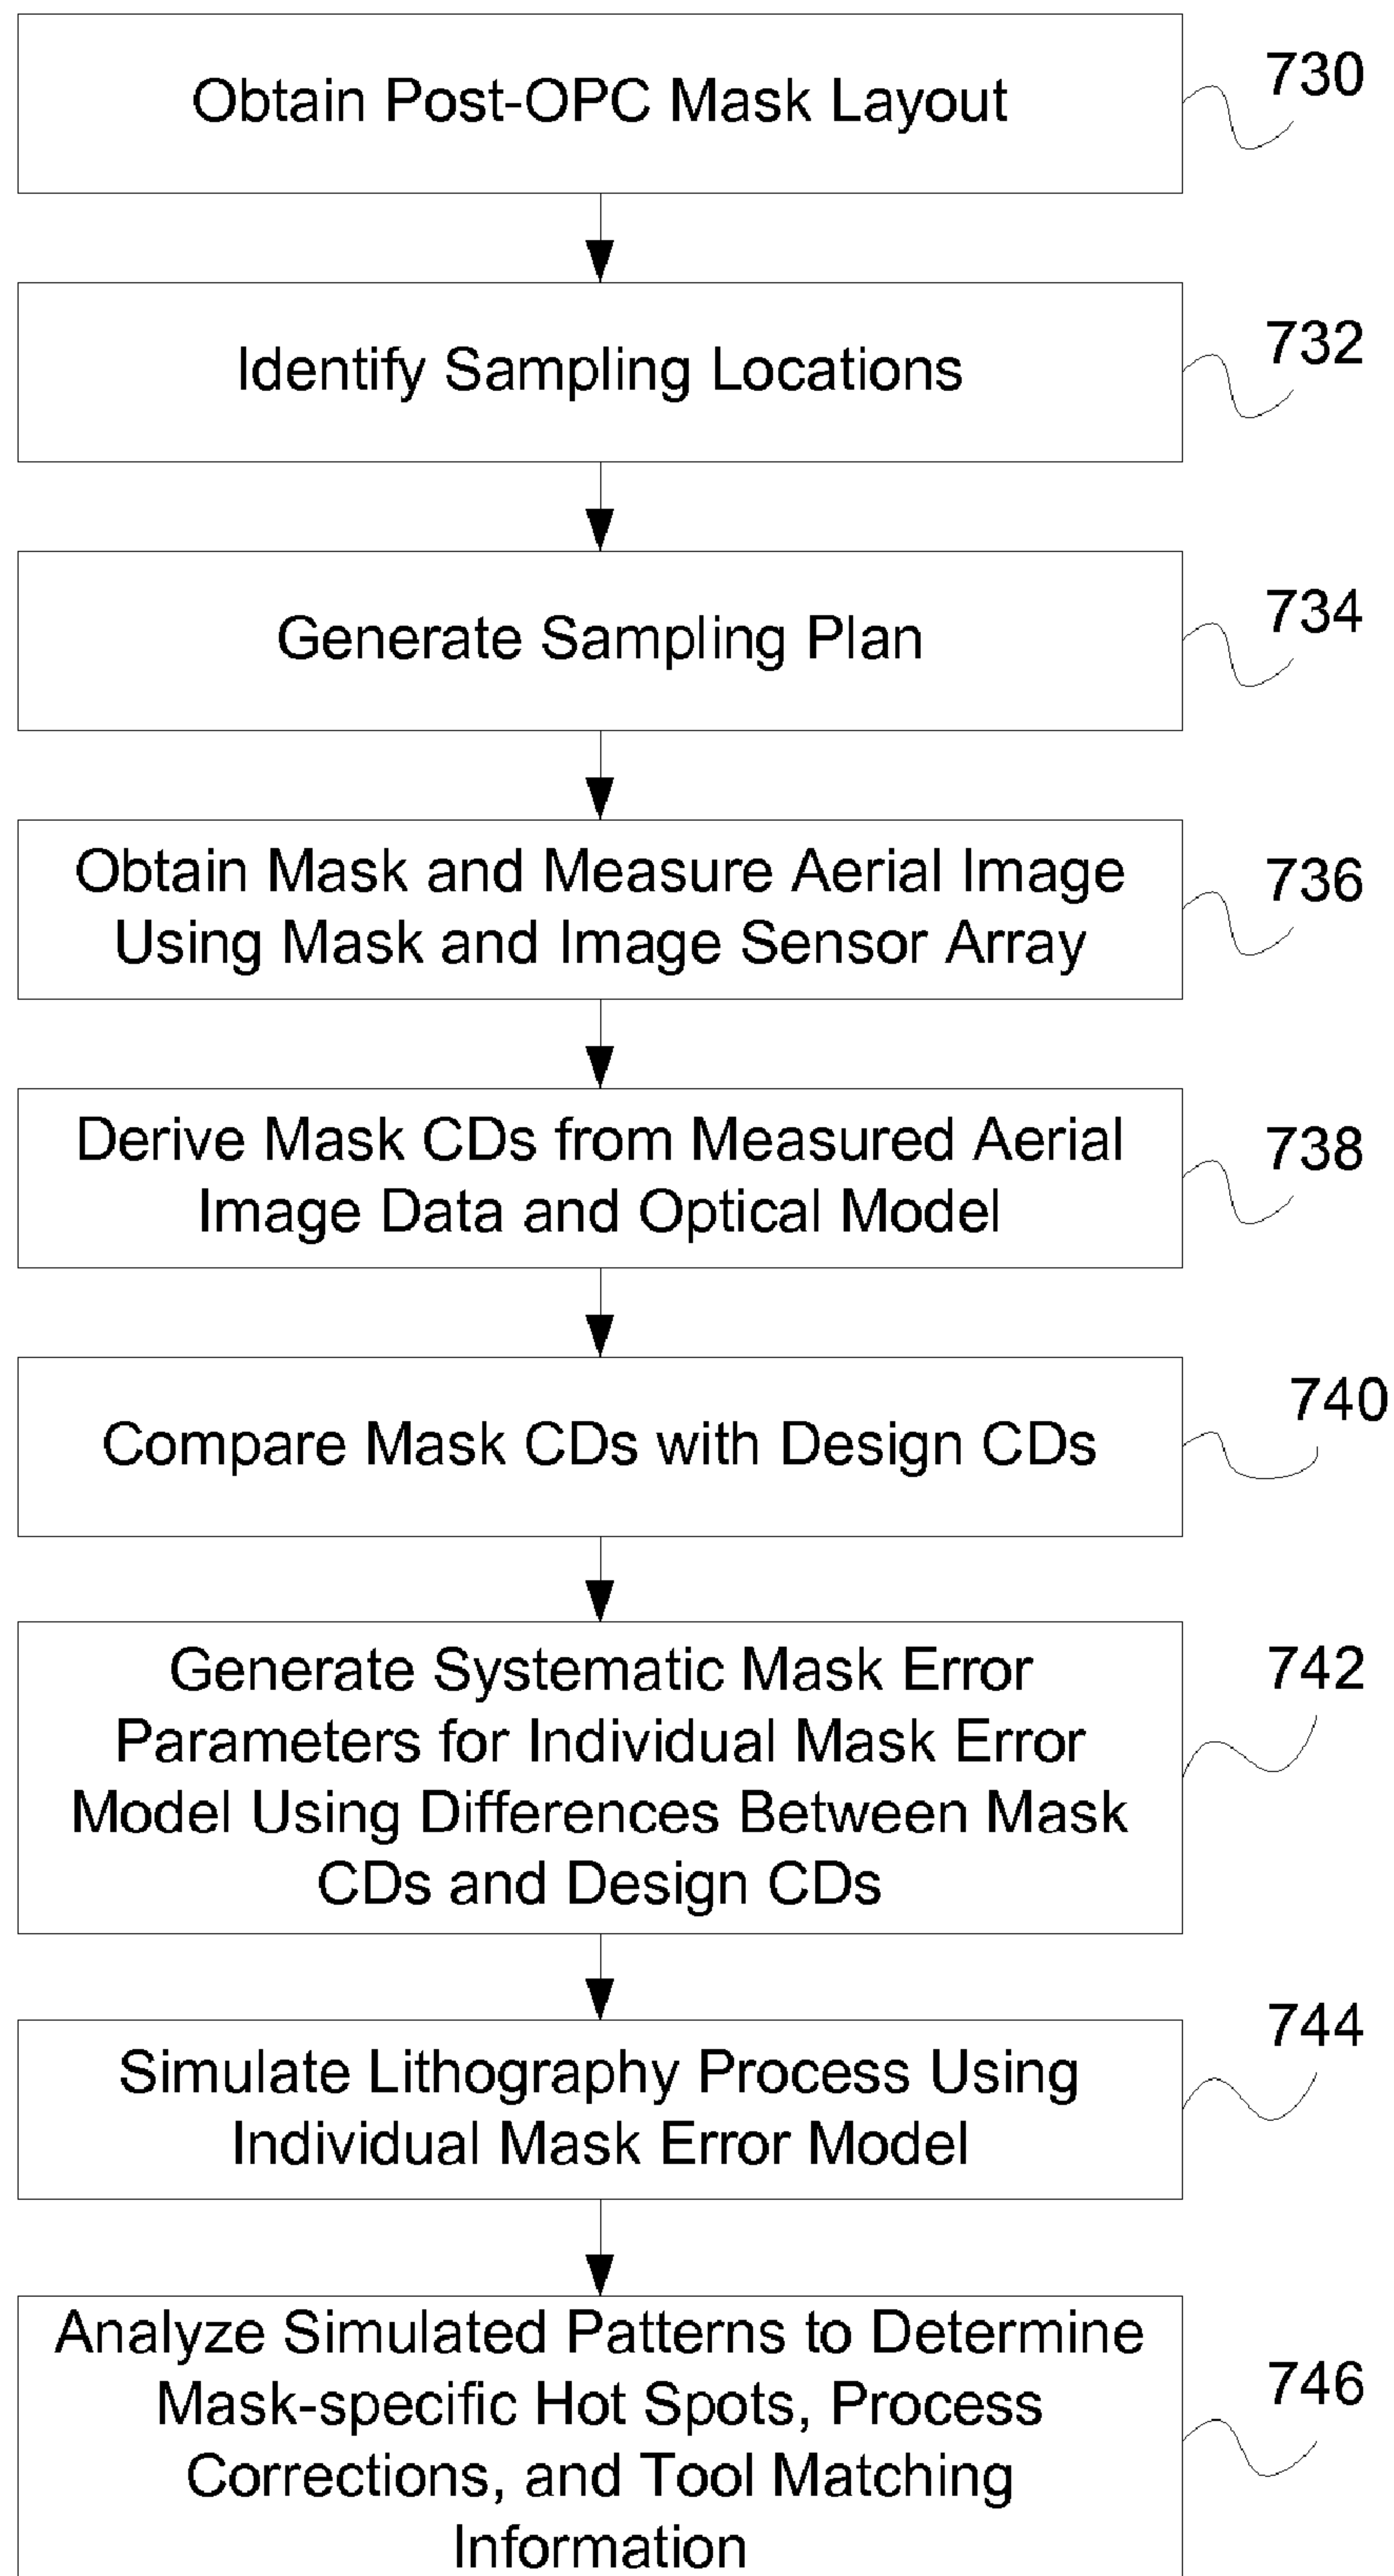 Obtain Post-OPC Mask Layout
730
Identify Sampling Locations
732
Generate Sampling Plan
734
Obtain Mask and Measure Aerial Image
Using Mask and Image Sensor Array
736
Derive Mask CDs from Measured Aerial
Image Data and Optical Model
738
Compare Mask CDs with Design CDs
740
Generate Systematic Mask Error
Parameters for Individual Mask Error
Model Using Differences Between Mask
CDs and Design CDs
742
Simulate Lithography Process Using
Individual Mask Error Model
744
Analyze Simulated Patterns to Determine
Mask-specific Hot Spots, Process
Corrections, and Tool Matching
Information
746